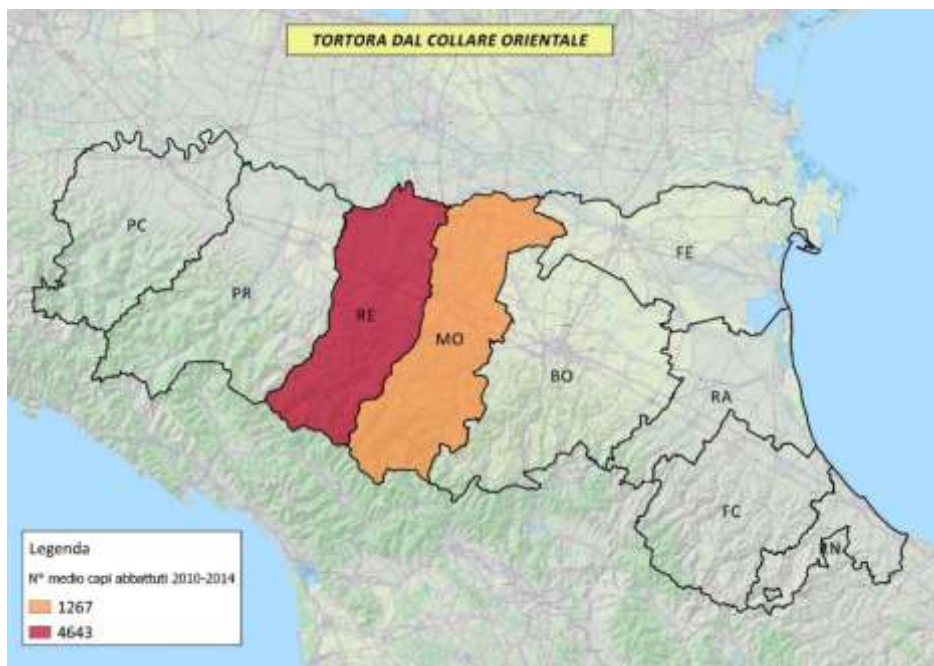 TORTORA DAL COLLARE ORIENTALE
PC
PR
RE
MO
BO
FE
RA
FC
RN
Legenda
N° medio capi abbattuti 2010-2014
1267
4643